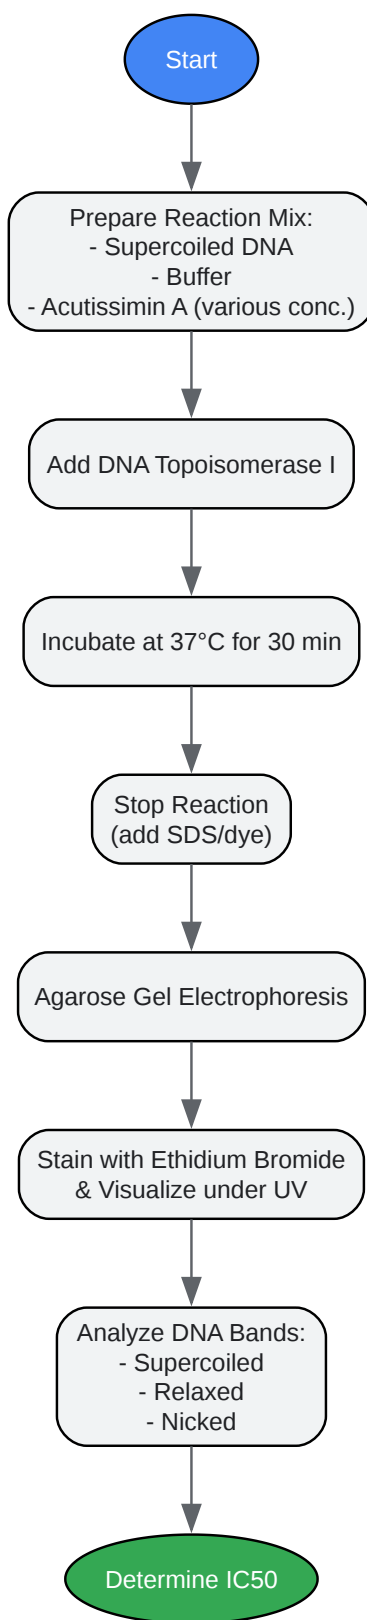 Start
Prepare Reaction Mix:
- Supercoiled DNA
- Buffer
- Acutissimin A (various conc.)
Add DNA Topoisomerase I
Incubate at 37°C for 30 min
Stop Reaction
(add SDS/dye)
Agarose Gel Electrophoresis
Stain with Ethidium Bromide
& Visualize under UV
Analyze DNA Bands:
- Supercoiled
- Relaxed
- Nicked
Determine IC50